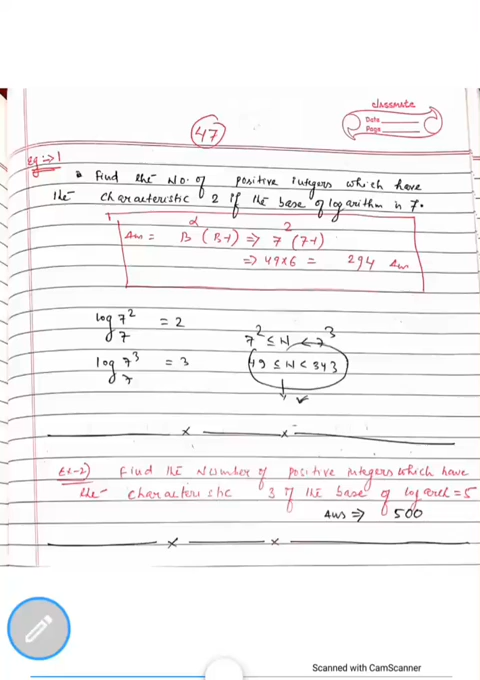 classmate
Date
Page
47
Eg:⇒1
• Find the No. of positive integers which have
the characteristic 2 if the base of logarithm is 7.
Ans = B^α (B-1) ⇒ 7^2 (7-1)
⇒ 49×6 = 294 Ans
log_7 7^2 = 2
7^2 ≤ N < 7^3
log_7 7^3 = 3
49 ≤ N < 343
Ex-2) Find the Number of positive integers which have
the characteristic 3 if the base of log arith = 5
Ans ⇒ 500
Scanned with CamScanner